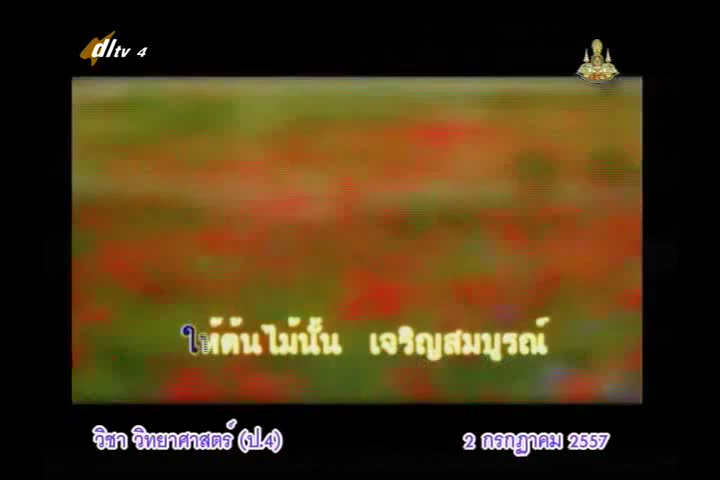 dltv 4
ให้ต้นไม้นั้น เจริญสมบูรณ์
วิชา วิทยาศาสตร์ (ป.4)
2 กรกฎาคม 2557